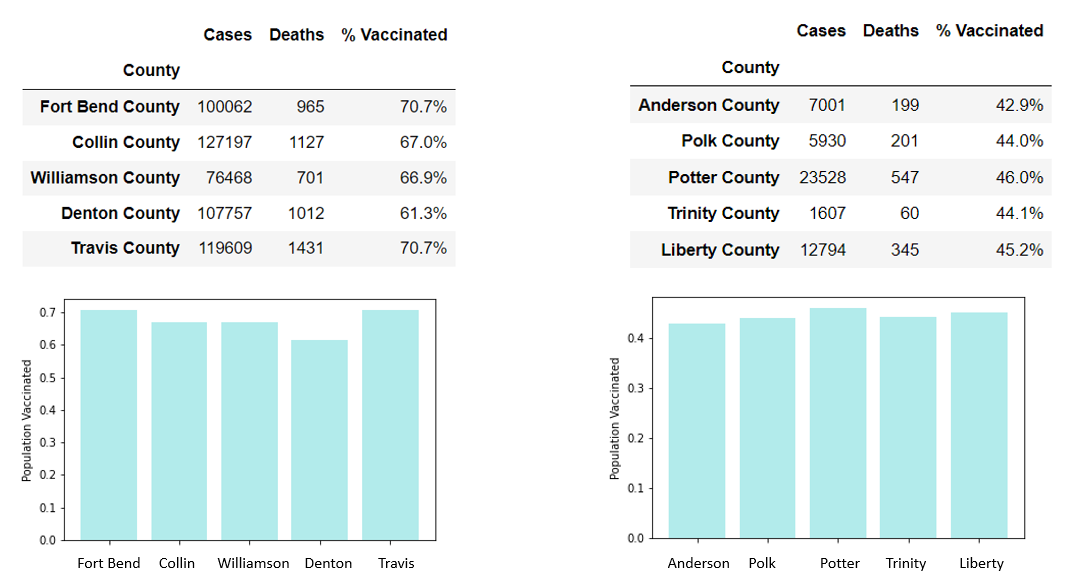 Cases Deaths % Vaccinated
County
Fort Bend County 100062 965 70.7%
Collin County 127197 1127 67.0%
Williamson County 76468 701 66.9%
Denton County 107757 1012 61.3%
Travis County 119609 1431 70.7%
Population Vaccinated
0.7
0.6
0.5
0.4
0.3
0.2
0.1
0.0
Fort Bend Collin Williamson Denton Travis
Cases Deaths % Vaccinated
County
Anderson County 7001 199 42.9%
Polk County 5930 201 44.0%
Potter County 23528 547 46.0%
Trinity County 1607 60 44.1%
Liberty County 12794 345 45.2%
Population Vaccinated
0.4
0.3
0.2
0.1
0.0
Anderson Polk Potter Trinity Liberty